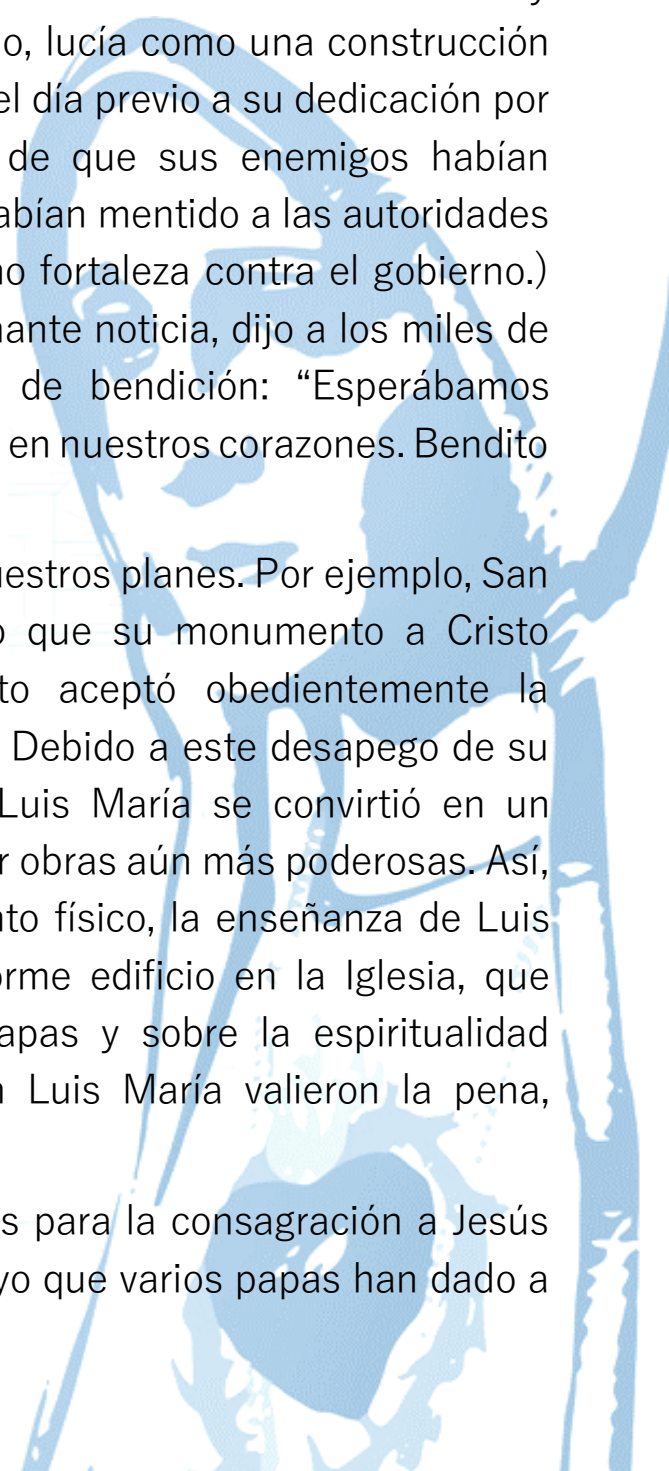 o, lucía como una construcción
el día previo a su dedicación por
de que sus enemigos habían
abían mentido a las autoridades
no fortaleza contra el gobierno.)
nante noticia, dijo a los miles de
de bendición: “Esperábamos
en nuestros corazones. Bendito
uestros planes. Por ejemplo, San
o que su monumento a Cristo
to aceptó obedientemente la
Debido a este desapego de su
Luis María se convirtió en un
r obras aún más poderosas. Así,
nto físico, la enseñanza de Luis
orme edificio en la Iglesia, que
apas y sobre la espiritualidad
n Luis María valieron la pena,
s para la consagración a Jesús
yo que varios papas han dado a